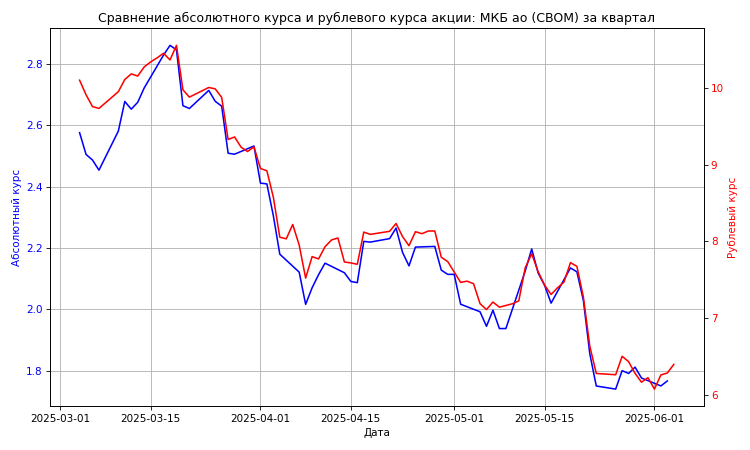 Сравнение абсолютного курса и рублевого курса акции: МКБ ао (CBOM) за квартал
Абсолютный курс
2.8
2.6
2.4
2.2
2.0
1.8
10
9
8
7
6
Рублевый курс
2025-03-01 2025-03-15 2025-04-01 2025-04-15 2025-05-01 2025-05-15 2025-06-01
Дата